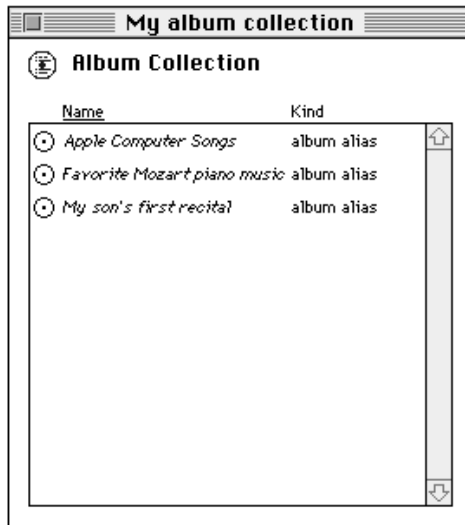 My album collection
Album Collection
Name Kind
Apple Computer Songs album alias
Favorite Mozart piano music album alias
My son's first recital album alias